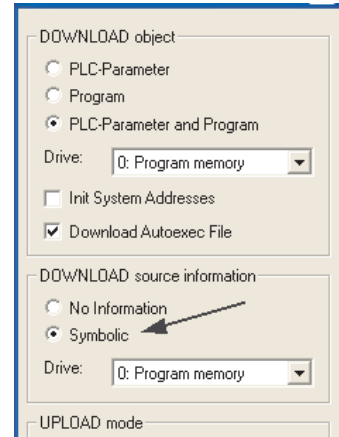 DOWNLOAD object
PLC-Parameter
Program
PLC-Parameter and Program
Drive: 0: Program memory
Init System Addresses
Download Autoexec File
DOWNLOAD source information
No Information
Symbolic
Drive: 0: Program memory
UPLOAD mode